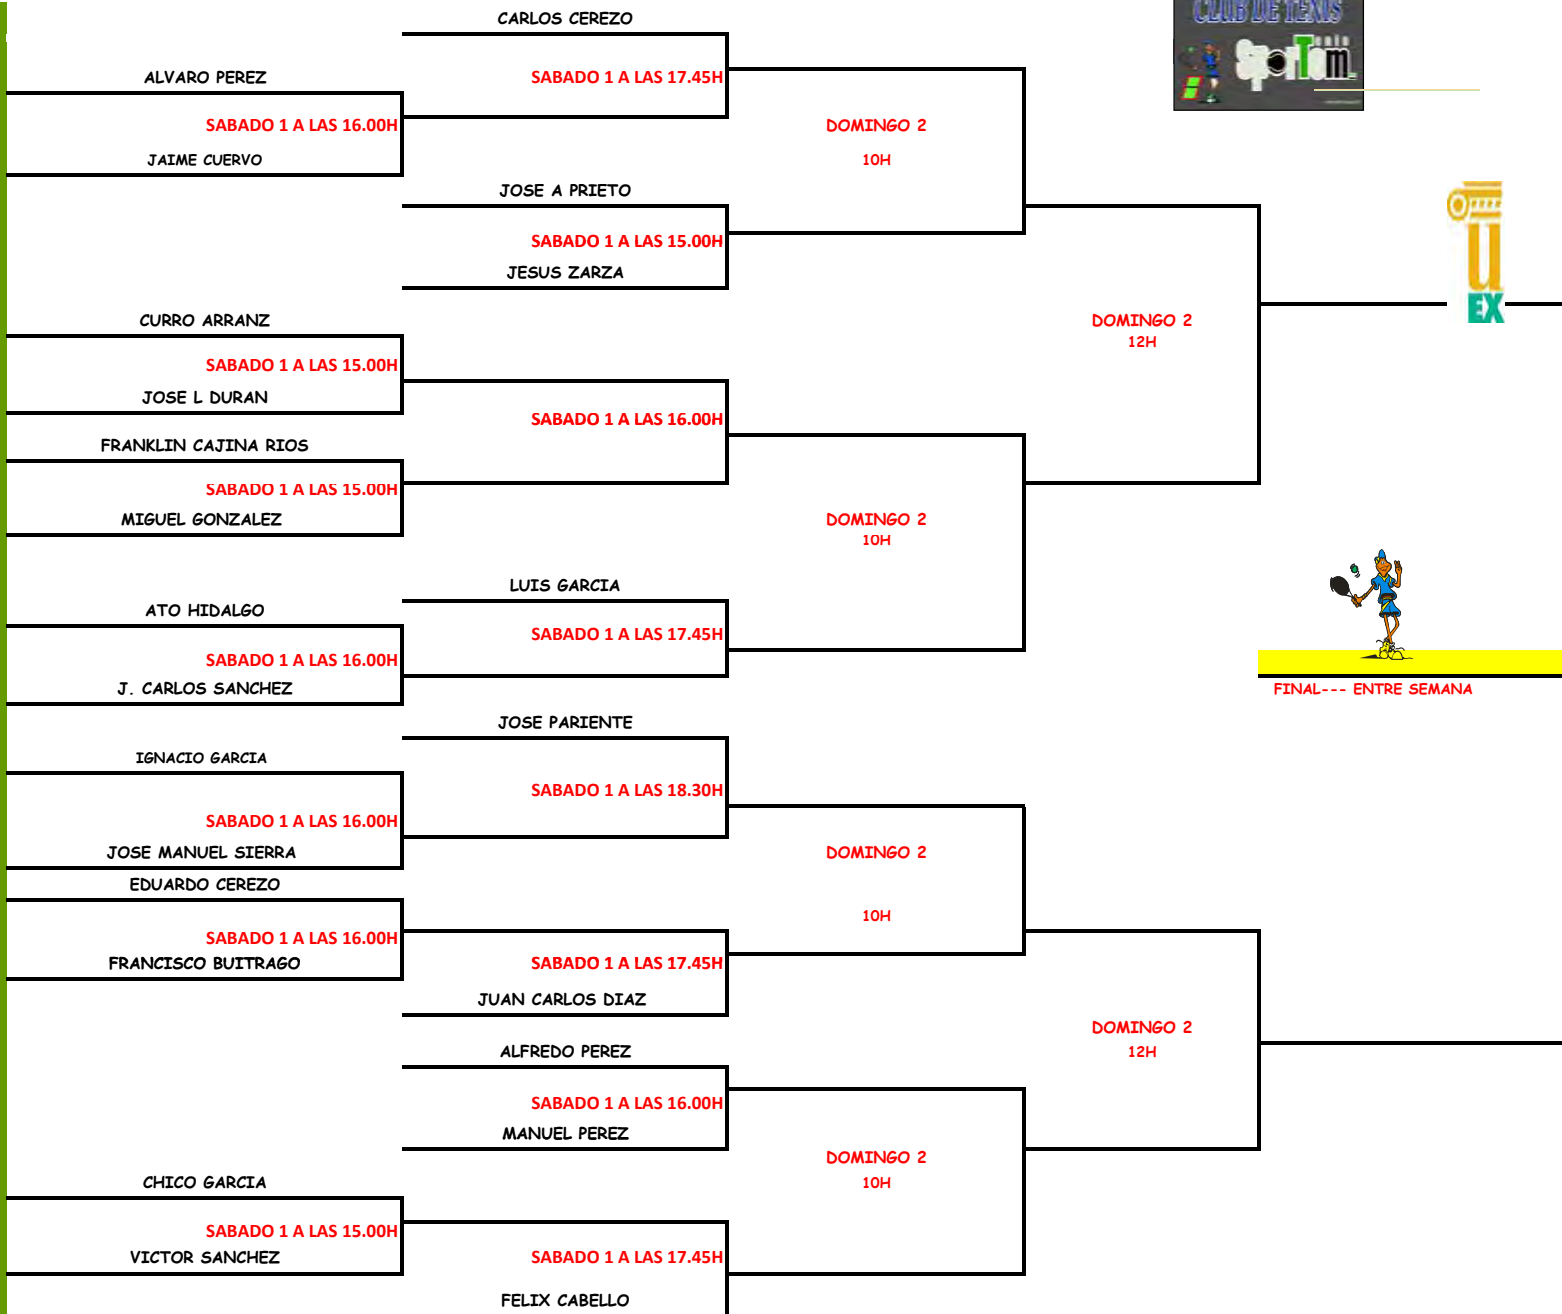 CARLOS CEREZO
CLUB DE TENIS
ALVARO PEREZ
SABADO 1 A LAS 17.45H
tenis
SporTem
SABADO 1 A LAS 16.00H
DOMINGO 2
JAIME CUERVO
10H
JOSE A PRIETO
SABADO 1 A LAS 15.00H
JESUS ZARZA
U
EX
CURRO ARRANZ
DOMINGO 2
12H
SABADO 1 A LAS 15.00H
JOSE L DURAN
SABADO 1 A LAS 16.00H
FRANKLIN CAJINA RIOS
SABADO 1 A LAS 15.00H
MIGUEL GONZALEZ
DOMINGO 2
10H
LUIS GARCIA
ATO HIDALGO
SABADO 1 A LAS 17.45H
SABADO 1 A LAS 16.00H
J. CARLOS SANCHEZ
FINAL--- ENTRE SEMANA
JOSE PARIENTE
IGNACIO GARCIA
SABADO 1 A LAS 18.30H
SABADO 1 A LAS 16.00H
JOSE MANUEL SIERRA
DOMINGO 2
EDUARDO CEREZO
10H
SABADO 1 A LAS 16.00H
FRANCISCO BUITRAGO
SABADO 1 A LAS 17.45H
JUAN CARLOS DIAZ
DOMINGO 2
12H
ALFREDO PEREZ
SABADO 1 A LAS 16.00H
MANUEL PEREZ
DOMINGO 2
10H
CHICO GARCIA
SABADO 1 A LAS 15.00H
VICTOR SANCHEZ
SABADO 1 A LAS 17.45H
FELIX CABELLO